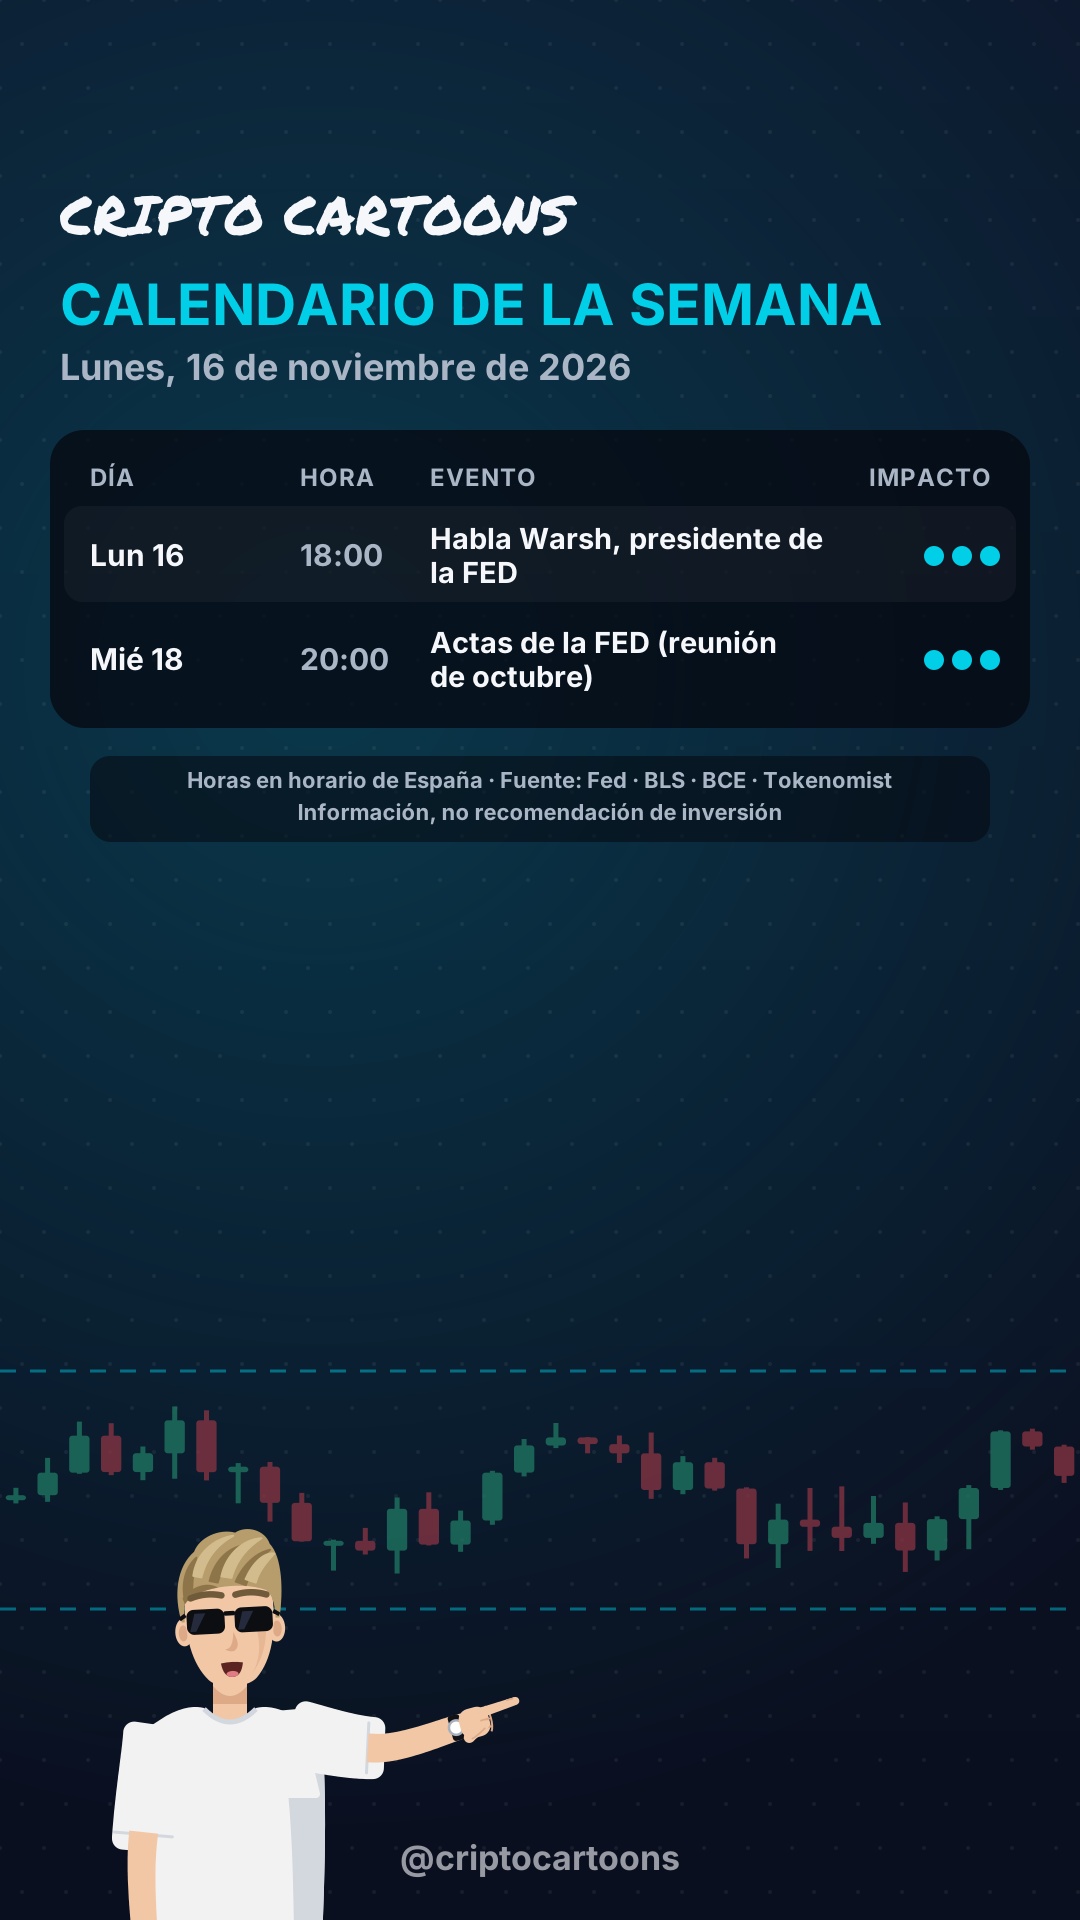 CRIPTO CARTOONS
CALENDARIO DE LA SEMANA
Lunes, 16 de noviembre de 2026
DÍA HORA EVENTO IMPACTO
Lun 16 18:00 Habla Warsh, presidente de
la FED
Mié 18 20:00 Actas de la FED (reunión
de octubre)
Horas en horario de España · Fuente: Fed · BLS · BCE · Tokenomist
Información, no recomendación de inversión
@criptocartoons